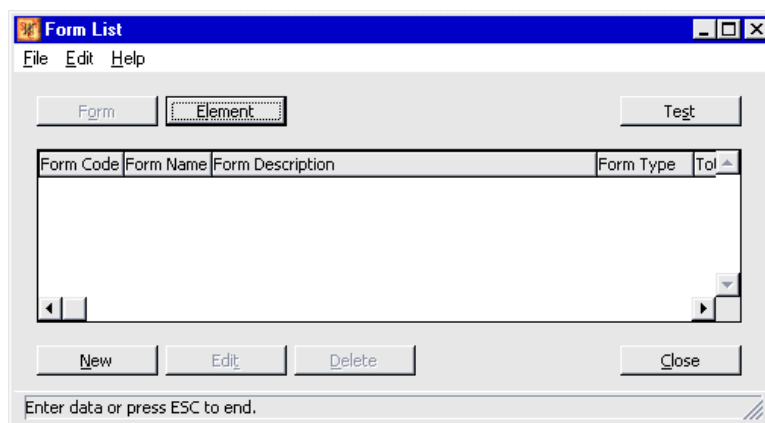 Form List
File Edit Help
Form Element Test
Form Code Form Name Form Description Form Type Tot
New Edit Delete Close
Enter data or press ESC to end.